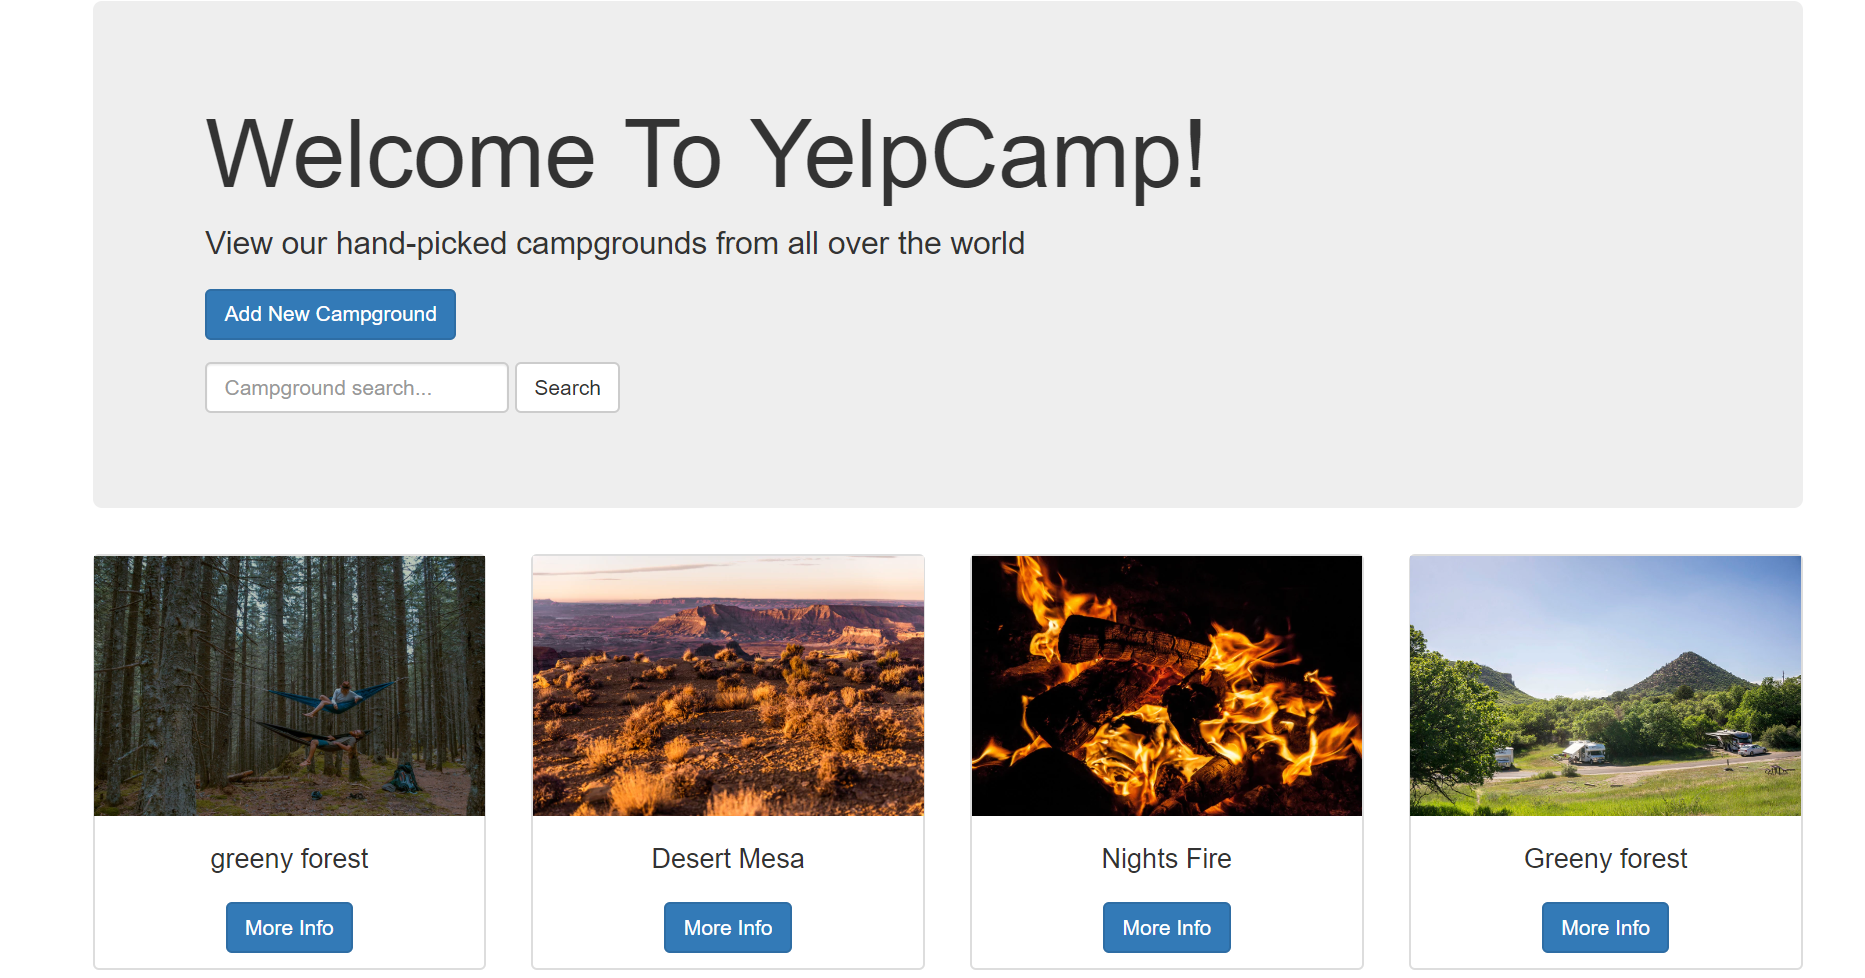 Welcome To YelpCamp!
View our hand-picked campgrounds from all over the world
Add New Campground
Campground search...
Search
greeny forest
Desert Mesa
Nights Fire
Greeny forest
More Info
More Info
More Info
More Info